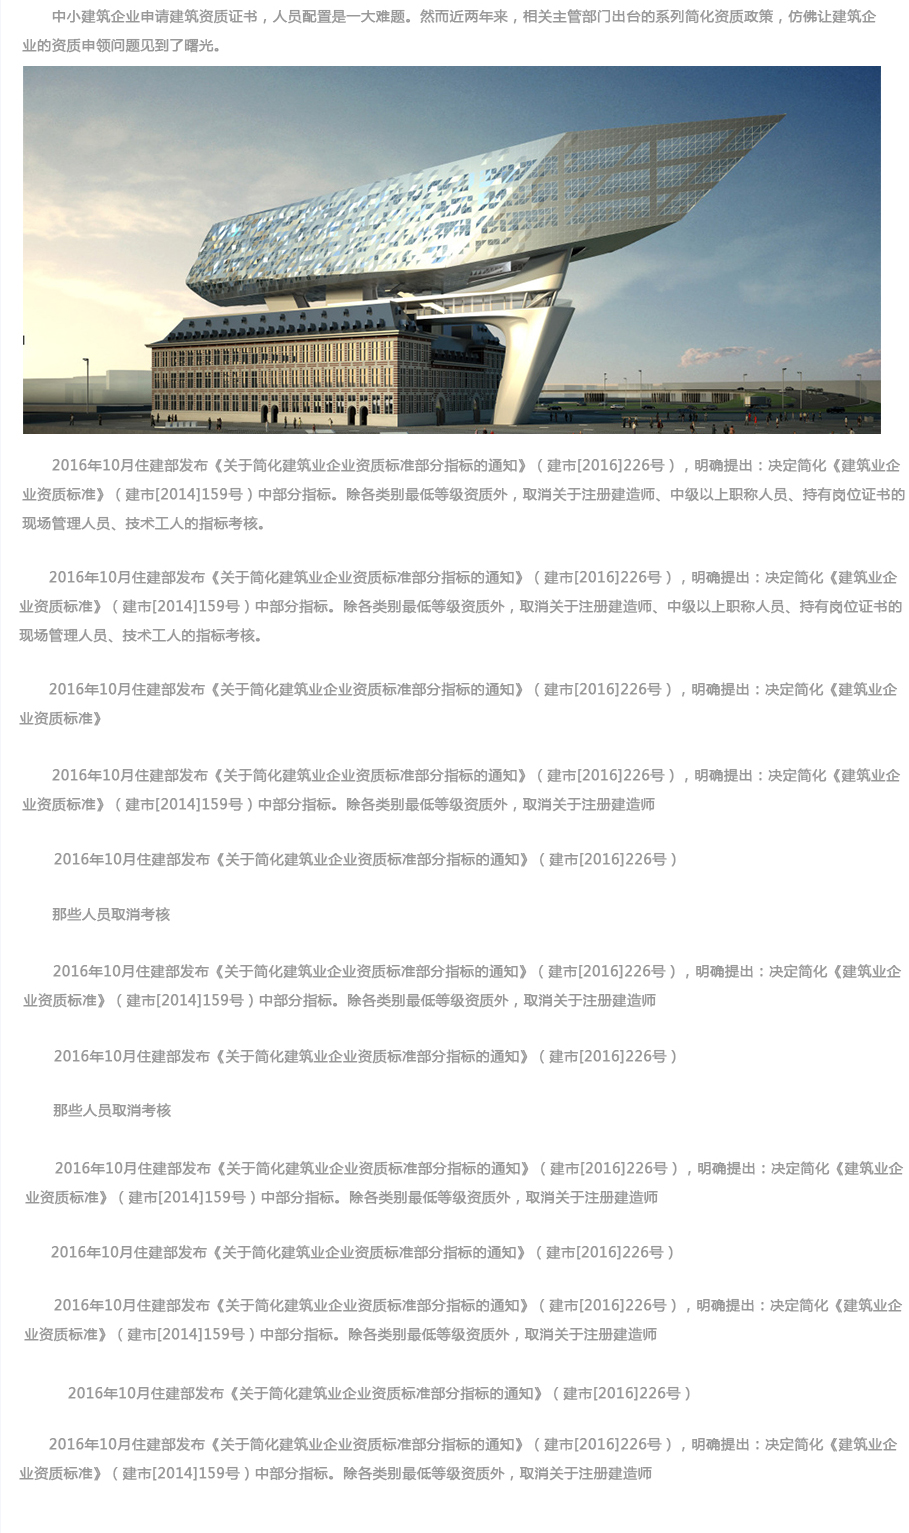 中小建筑企业申请建筑资质证书，人员配置是一大难题。然而近两年来，相关主管部门出台的系列简化资质政策，仿佛让建筑企
业的资质申领问题见到了曙光。
2016年10月住建部发布《关于简化建筑业企业资质标准部分指标的通知》（建市[2016]226号），明确提出：决定简化《建筑业企
业资质标准》（建市[2014]159号）中部分指标。除各类别最低等级资质外，取消关于注册建造师、中级以上职称人员、持有岗位证书的
现场管理人员、技术工人的指标考核。
2016年10月住建部发布《关于简化建筑业企业资质标准部分指标的通知》（建市[2016]226号），明确提出：决定简化《建筑业企
业资质标准》（建市[2014]159号）中部分指标。除各类别最低等级资质外，取消关于注册建造师、中级以上职称人员、持有岗位证书的
现场管理人员、技术工人的指标考核。
2016年10月住建部发布《关于简化建筑业企业资质标准部分指标的通知》（建市[2016]226号），明确提出：决定简化《建筑业企
业资质标准》
2016年10月住建部发布《关于简化建筑业企业资质标准部分指标的通知》（建市[2016]226号），明确提出：决定简化《建筑业企
业资质标准》（建市[2014]159号）中部分指标。除各类别最低等级资质外，取消关于注册建造师
2016年10月住建部发布《关于简化建筑业企业资质标准部分指标的通知》（建市[2016]226号）
那些人员取消考核
2016年10月住建部发布《关于简化建筑业企业资质标准部分指标的通知》（建市[2016]226号），明确提出：决定简化《建筑业企
业资质标准》（建市[2014]159号）中部分指标。除各类别最低等级资质外，取消关于注册建造师
2016年10月住建部发布《关于简化建筑业企业资质标准部分指标的通知》（建市[2016]226号）
那些人员取消考核
2016年10月住建部发布《关于简化建筑业企业资质标准部分指标的通知》（建市[2016]226号），明确提出：决定简化《建筑业企
业资质标准》（建市[2014]159号）中部分指标。除各类别最低等级资质外，取消关于注册建造师
2016年10月住建部发布《关于简化建筑业企业资质标准部分指标的通知》（建市[2016]226号）
2016年10月住建部发布《关于简化建筑业企业资质标准部分指标的通知》（建市[2016]226号），明确提出：决定简化《建筑业企
业资质标准》（建市[2014]159号）中部分指标。除各类别最低等级资质外，取消关于注册建造师
2016年10月住建部发布《关于简化建筑业企业资质标准部分指标的通知》（建市[2016]226号）
2016年10月住建部发布《关于简化建筑业企业资质标准部分指标的通知》（建市[2016]226号），明确提出：决定简化《建筑业企
业资质标准》（建市[2014]159号）中部分指标。除各类别最低等级资质外，取消关于注册建造师